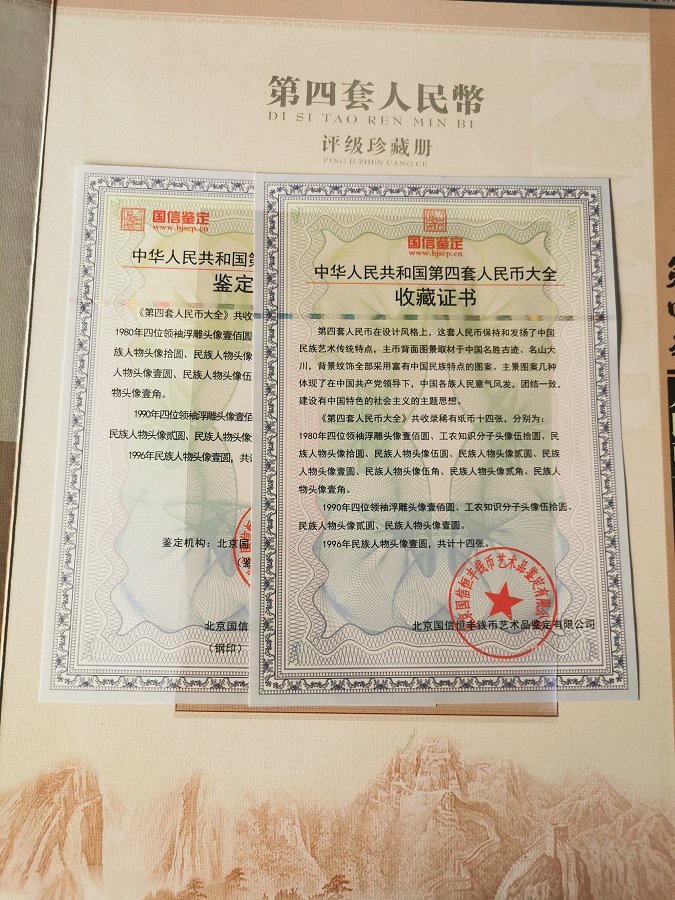 第四套人民幣
DI SI TAO REN MIN BI
评级珍藏册
PING JI ZHEN CANG CE
国信鉴定
www.bjscp.cn
中华人民共和国第
鉴定
《第四套人民币大全》共收
1980年四位领袖浮雕头像壹佰圆
族人物头像拾圆、民族人物头像
人物头像壹圆、民族人物头像伍
物头像壹角。
1990年四位领袖浮雕头像壹佰
民族人物头像贰圆、民族人物头像
1996年民族人物头像壹圆，共计
鉴定机构：北京国
北京国信
（钢印）
国信鉴定
www.bjscp.cn
中华人民共和国第四套人民币大全
收藏证书
第四套人民币在设计风格上，这套人民币保持和发扬了中国
民族艺术传统特点，主币背面图景取材于中国名胜古迹、名山大
川，背景纹饰全部采用富有中国民族特点的图案。主景图案几种
体现了在中国共产党领导下，中国各族人民意气风发，团结一致，
建设有中国特色的社会主义的主题思想。
《第四套人民币大全》共收录稀有纸币十四张，分别为：
1980年四位领袖浮雕头像壹佰圆、工农知识分子头像伍拾圆、民
族人物头像拾圆、民族人物头像伍圆、民族人物头像贰圆、民族
人物头像壹圆、民族人物头像伍角、民族人物头像贰角、民族人
物头像壹角。
1990年四位领袖浮雕头像壹佰圆、工农知识分子头像伍拾圆、
民族人物头像贰圆、民族人物头像壹圆。
1996年民族人物头像壹圆，共计十四张。
北京国信恒丰钱币艺术品鉴定有限公司
北京国信恒丰钱币艺术品鉴定有限公司